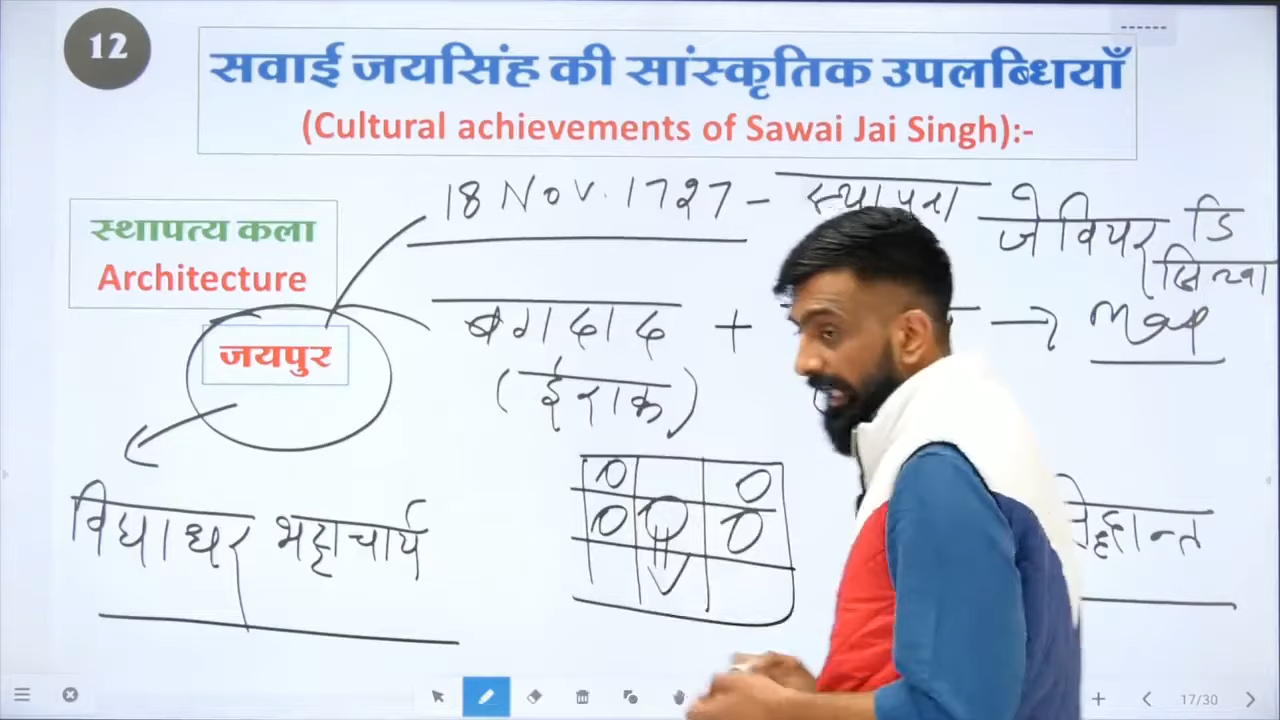 12
सवाई जयसिंह की सांस्कृतिक उपलब्धियाँ
(Cultural achievements of Sawai Jai Singh):-
18 Nov. 1727 - स्थापना
जेवियर डि
सिल्वा
स्थापत्य कला
Architecture
जयपुर
बगदाद + → Map
(ईराक)
विद्याधर भट्टाचार्य
17/30